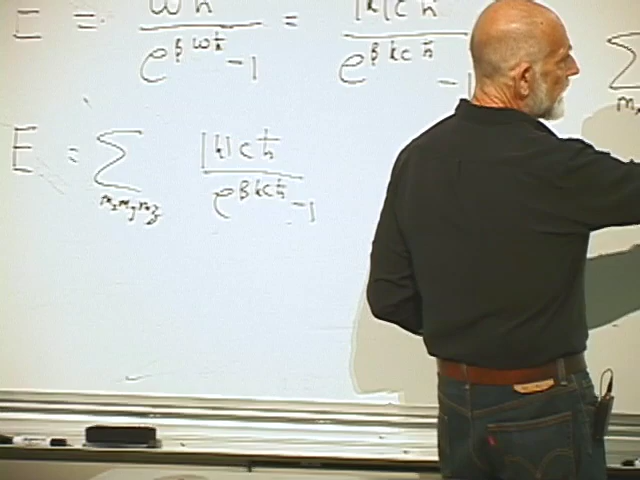 E = ωħ / e^{βωħ} -1 = |k|cħ / e^{βkcħ} -1 Σ
E = Σ_{n_x n_y n_z} |k|cħ / e^{βkcħ} -1